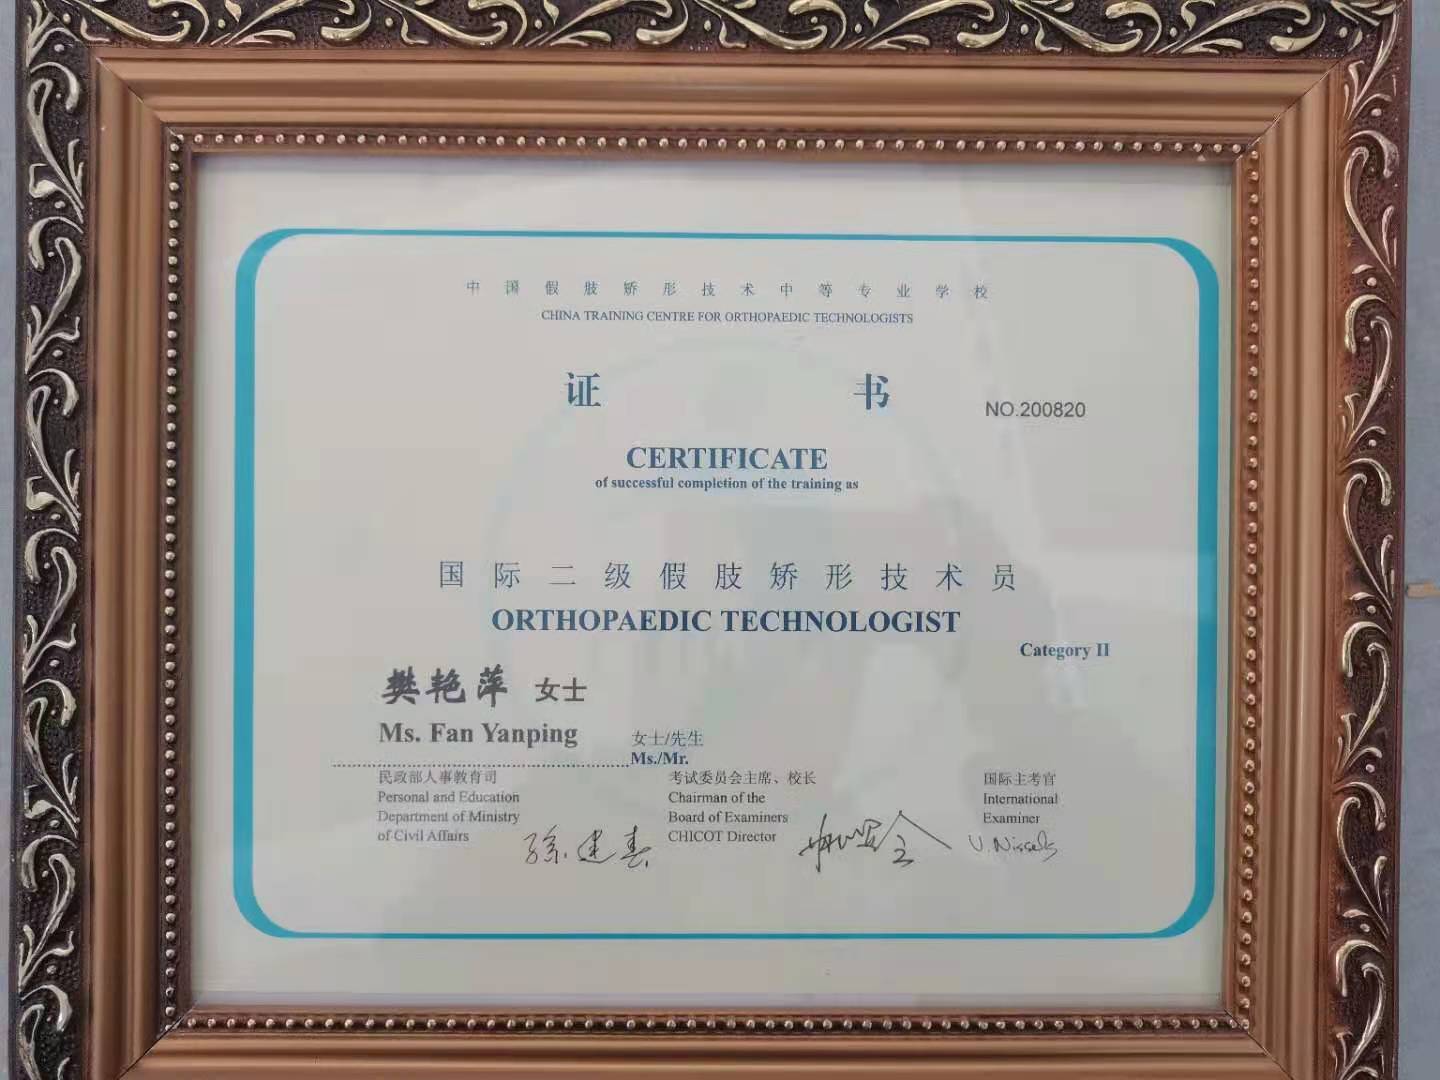 中国假肢矫形技术中等专业学校
CHINA TRAINING CENTRE FOR ORTHOPAEDIC TECHNOLOGISTS
证 书
NO.200820
CERTIFICATE
of successful completion of the training as
国际二级假肢矫形技术员
ORTHOPAEDIC TECHNOLOGIST
Category II
樊艳萍 女士
Ms. Fan Yanping
女士/先生
Ms./Mr.
民政部人事教育司
Personal and Education
Department of Ministry
of Civil Affairs
孙建春
考试委员会主席、校长
Chairman of the
Board of Examiners
CHICOT Director
国际主考官
International
Examiner